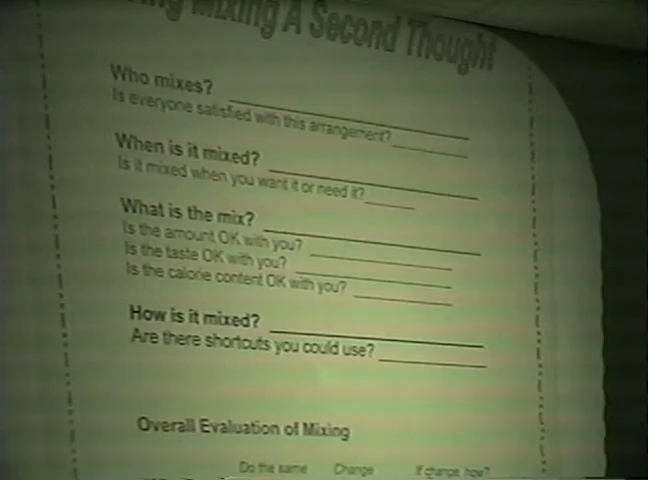 Mixing A Second Thought
Who mixes?
Is everyone satisfied with this arrangement?
When is it mixed?
Is it mixed when you want it or need it?
What is the mix?
Is the amount OK with you?
Is the taste OK with you?
Is the calorie content OK with you?
How is it mixed?
Are there shortcuts you could use?
Overall Evaluation of Mixing
Do the same Change If change, how?